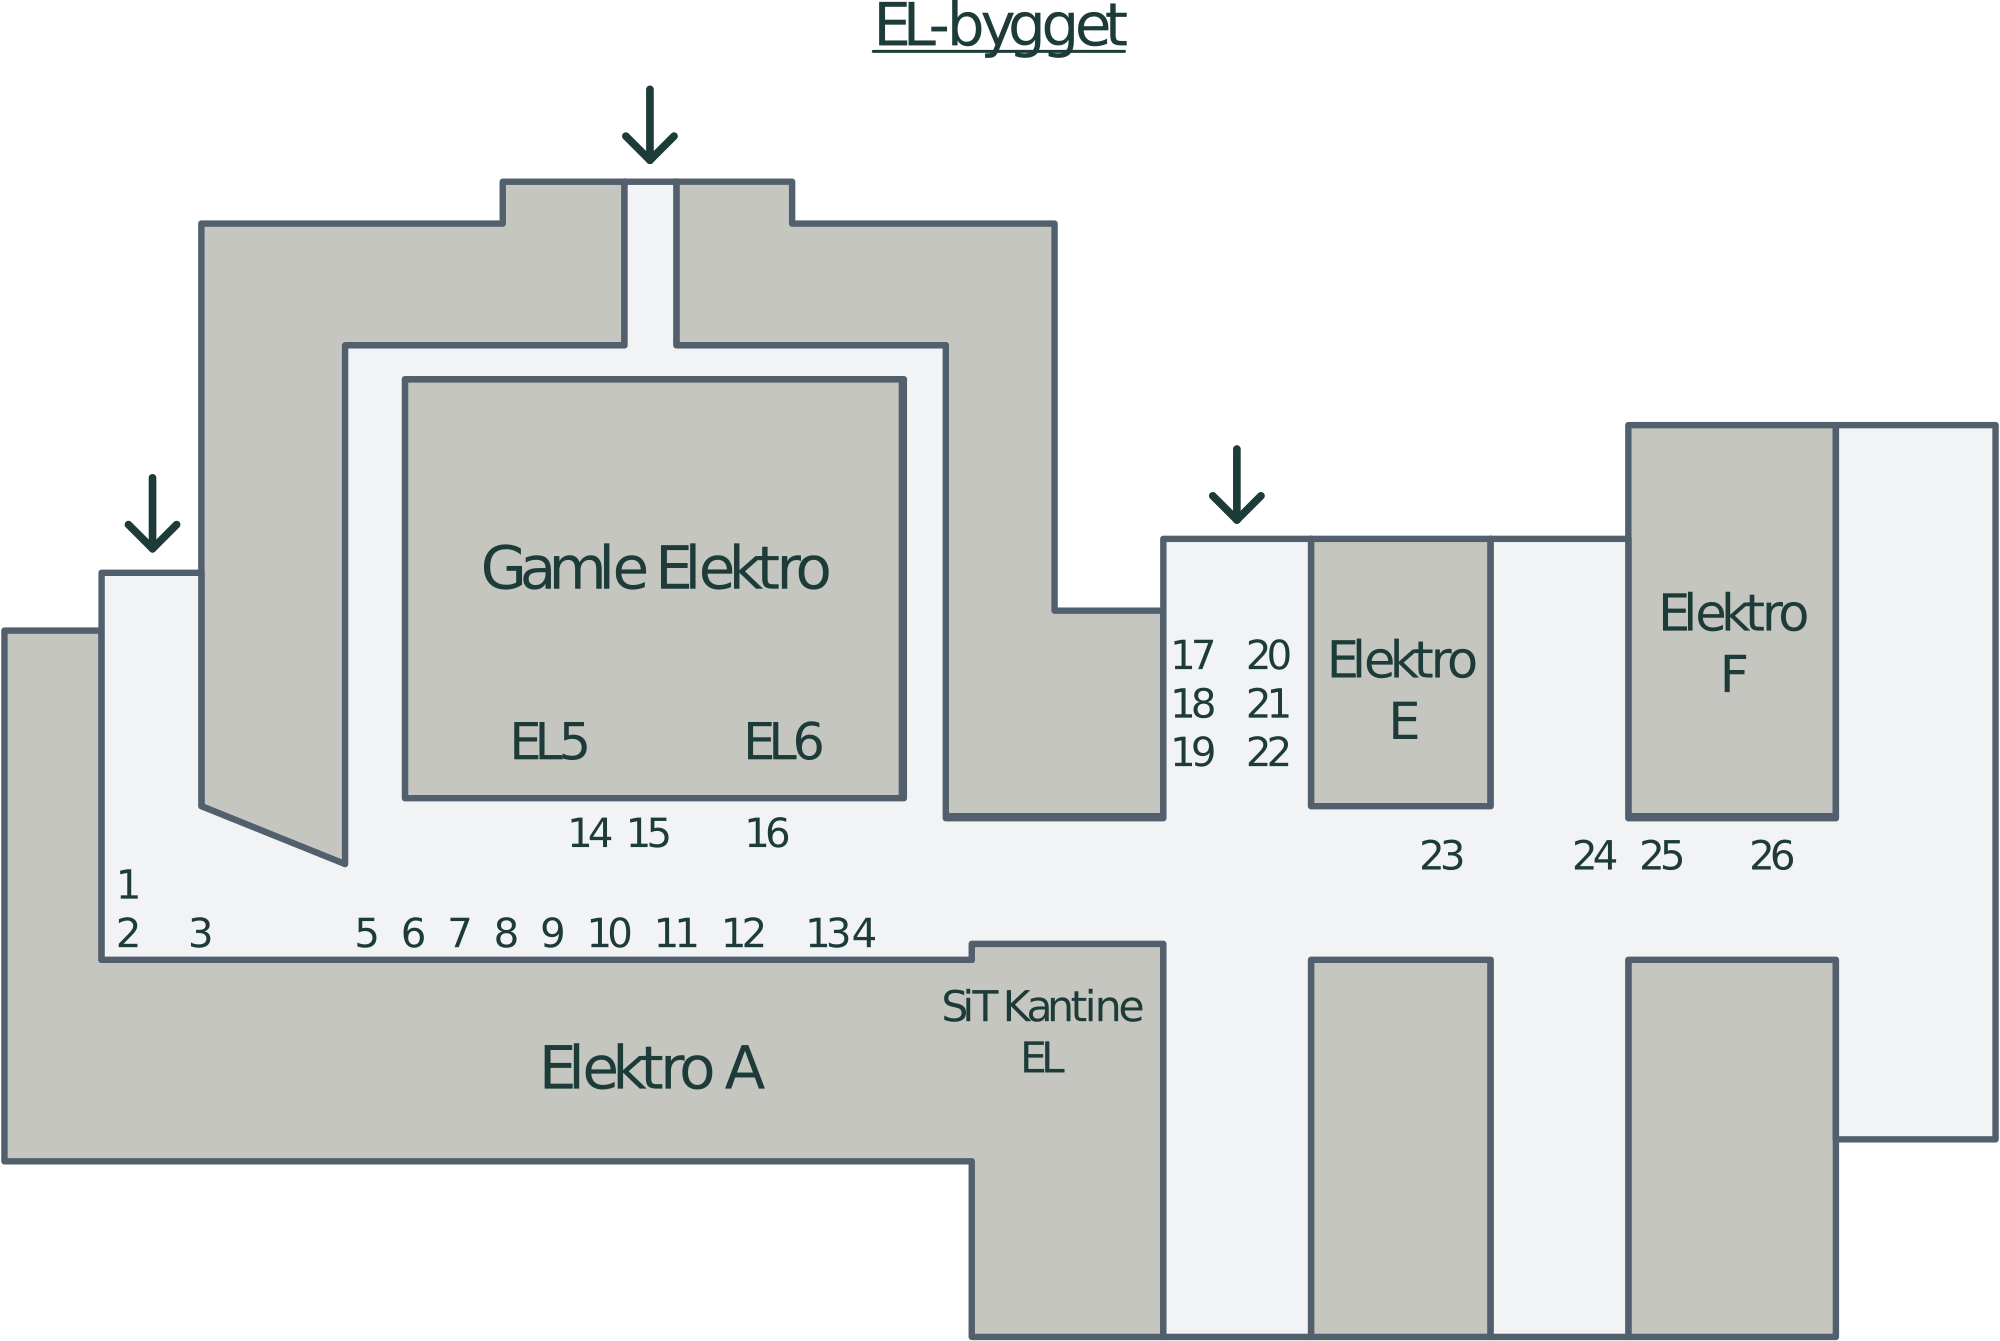 EL-bygget
Gamle Elektro
EL5 EL6
Elektro
E
Elektro
F
17 20
18 21
19 22
14 15 16
23 24 25 26
1
2 3 5 6 7 8 9 10 11 12 134
SiT Kantine
EL
Elektro A